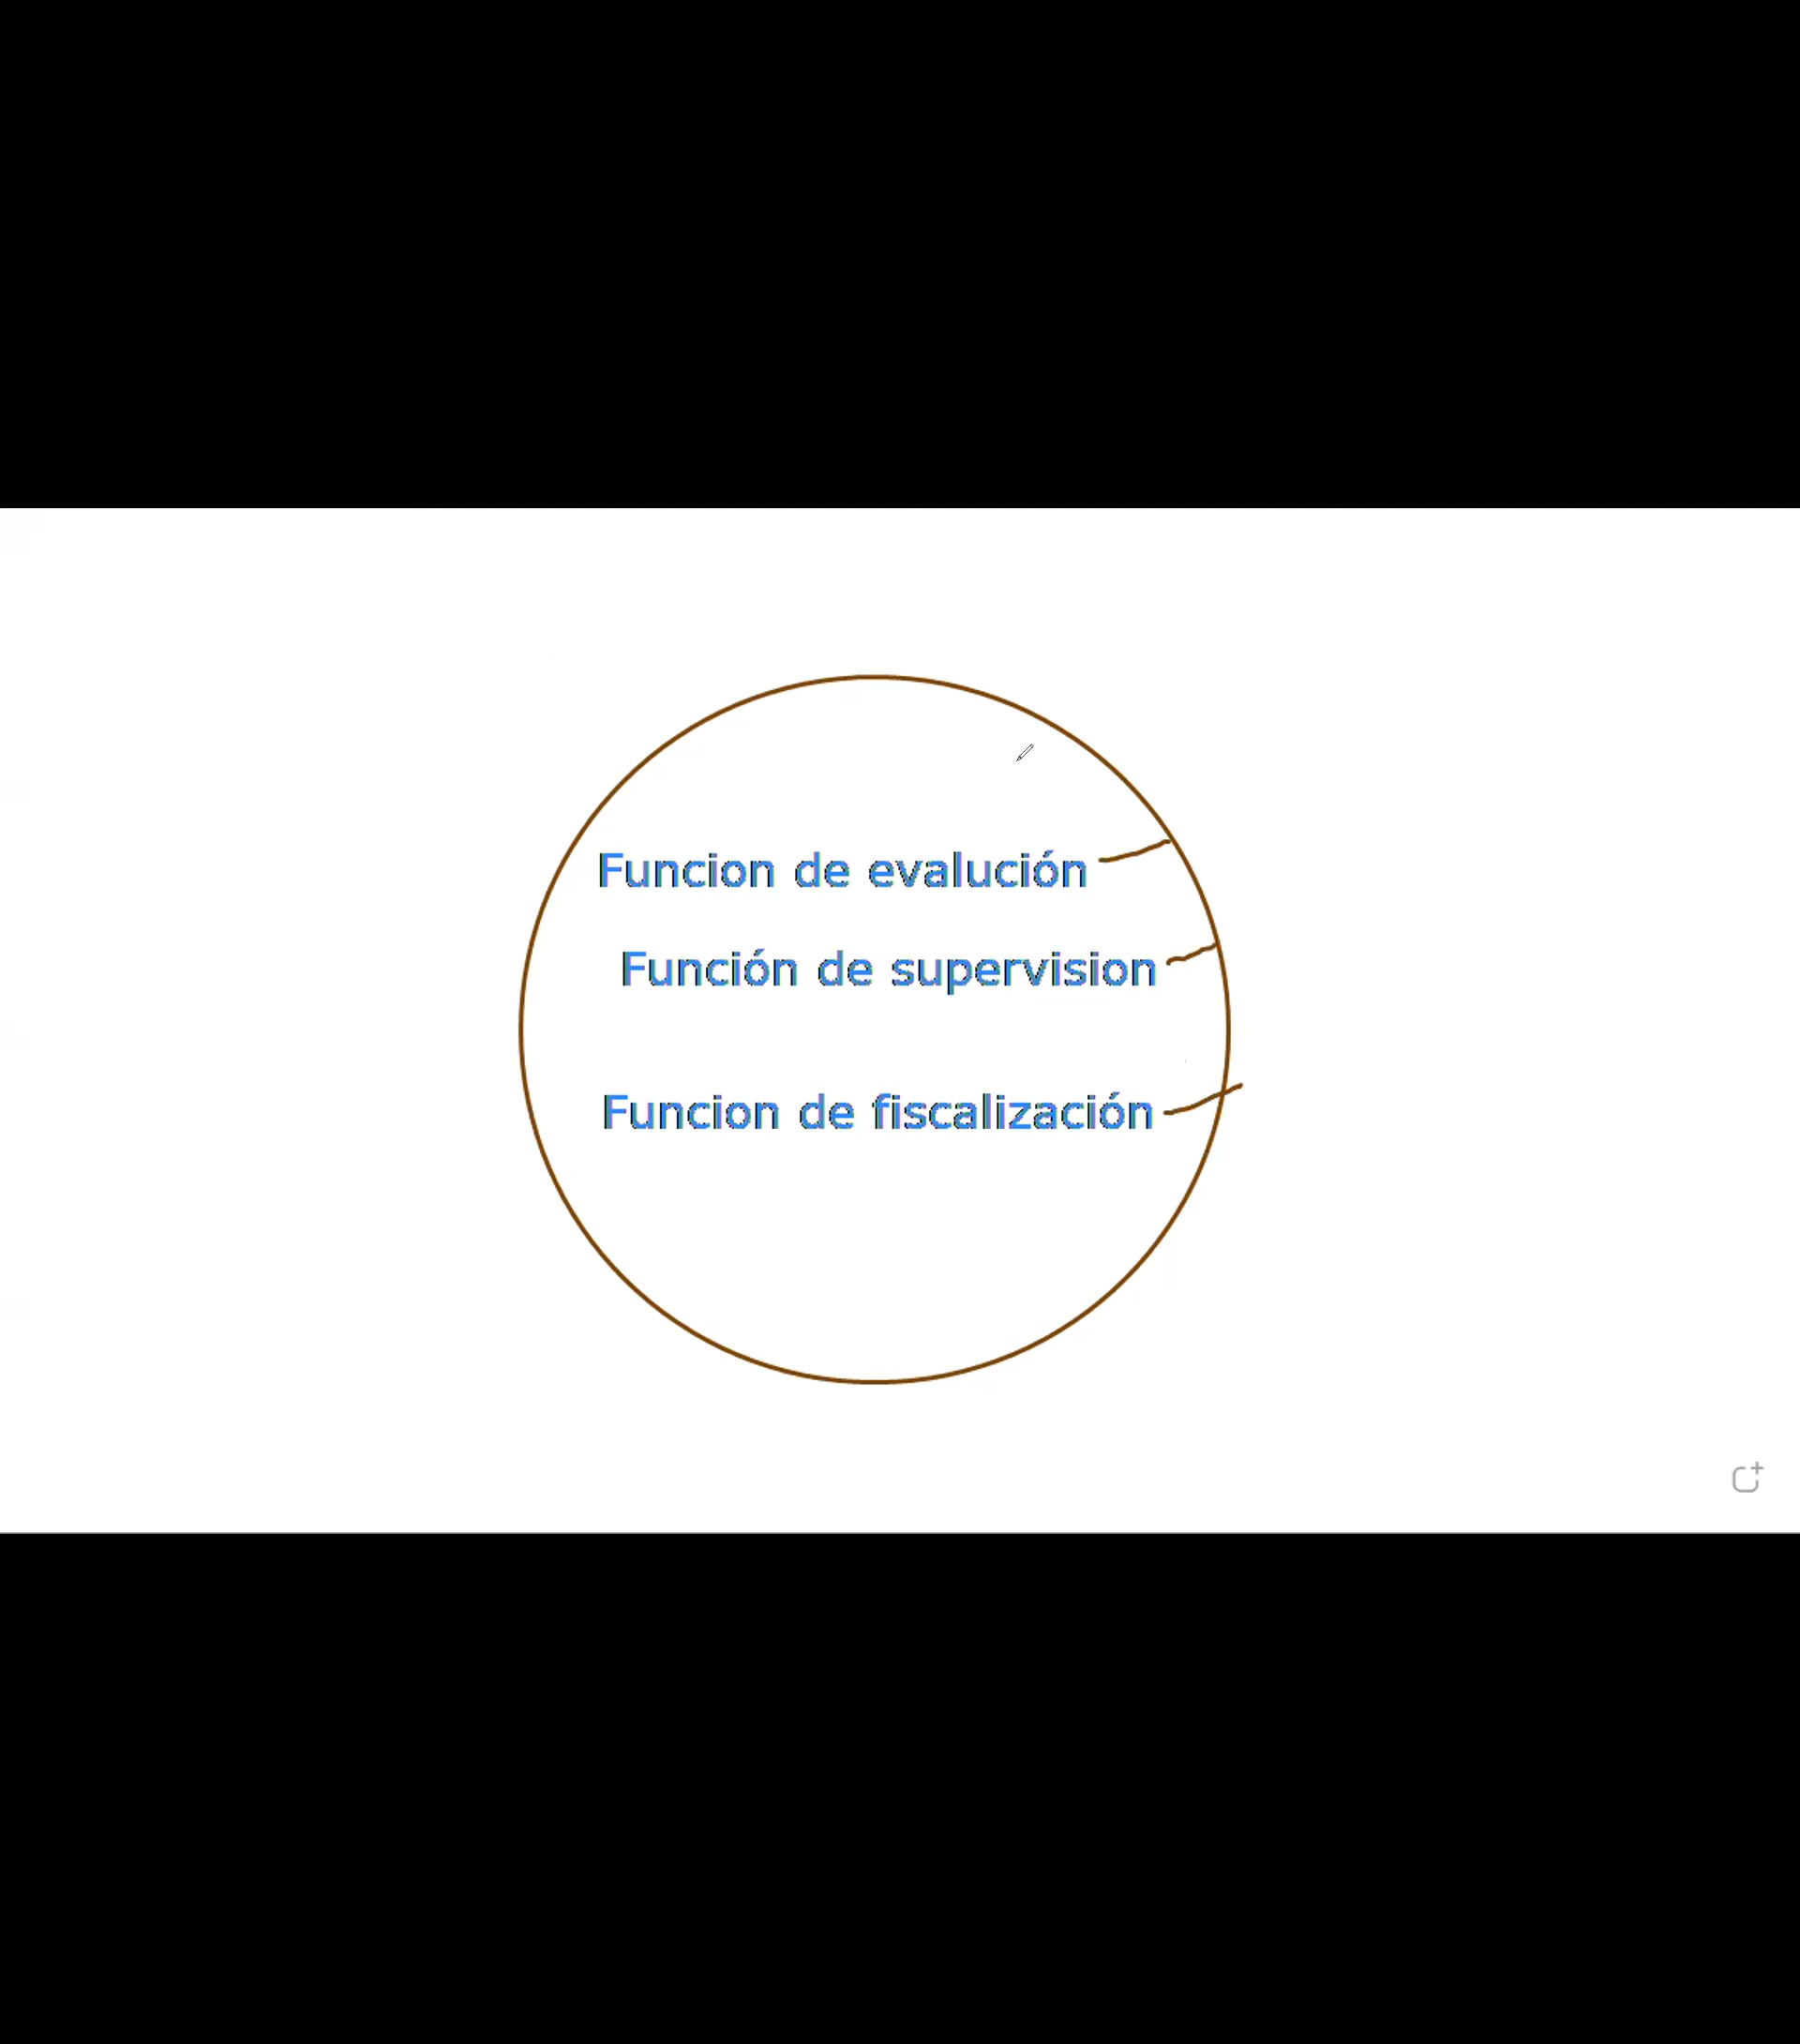 Funcion de evalución
Función de supervision
Funcion de fiscalización